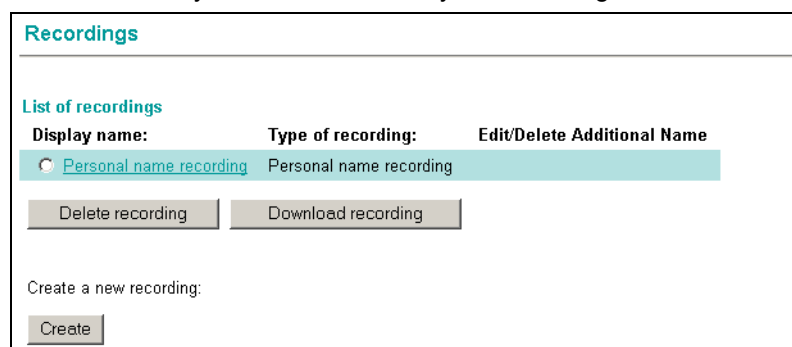 Recordings
List of recordings
Display name: Type of recording: Edit/Delete Additional Name
Personal name recording Personal name recording
Delete recording Download recording
Create a new recording:
Create